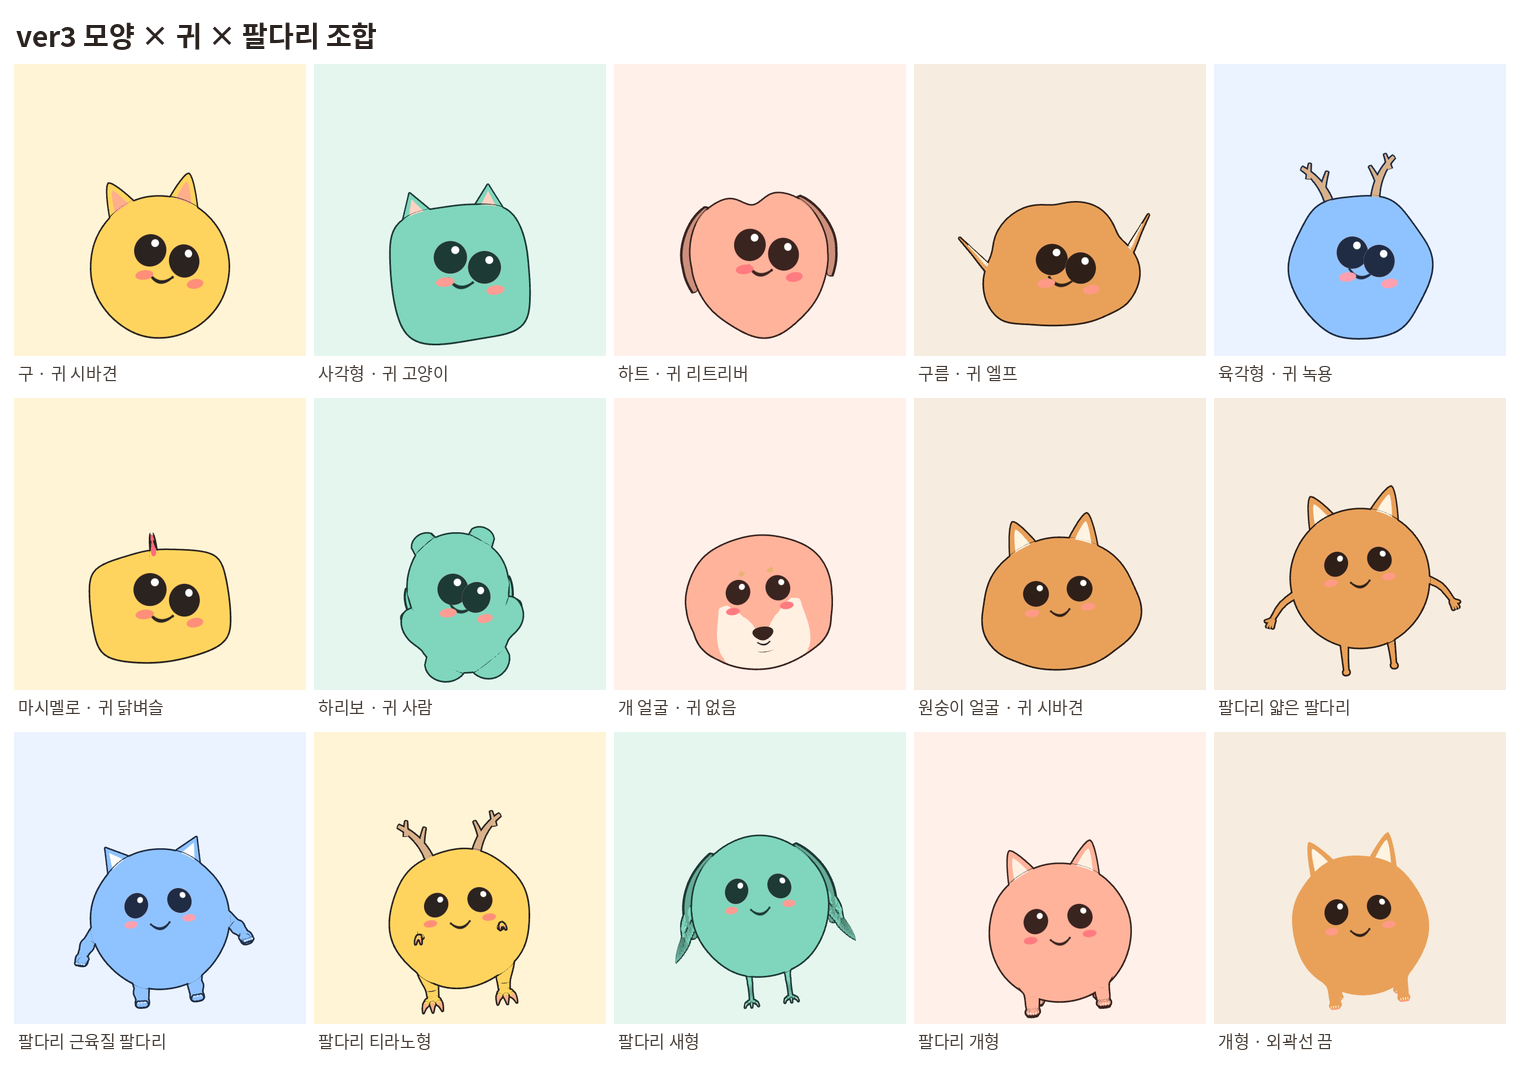 ver3 모양 × 귀 × 팔다리 조합
구 · 귀 시바견
사각형 · 귀 고양이
하트 · 귀 리트리버
구름 · 귀 엘프
육각형 · 귀 녹용
마시멜로 · 귀 닭벼슬
하리보 · 귀 사람
개 얼굴 · 귀 없음
원숭이 얼굴 · 귀 시바견
팔다리 얇은 팔다리
팔다리 근육질 팔다리
팔다리 티라노형
팔다리 새형
팔다리 개형
개형 · 외곽선 끔